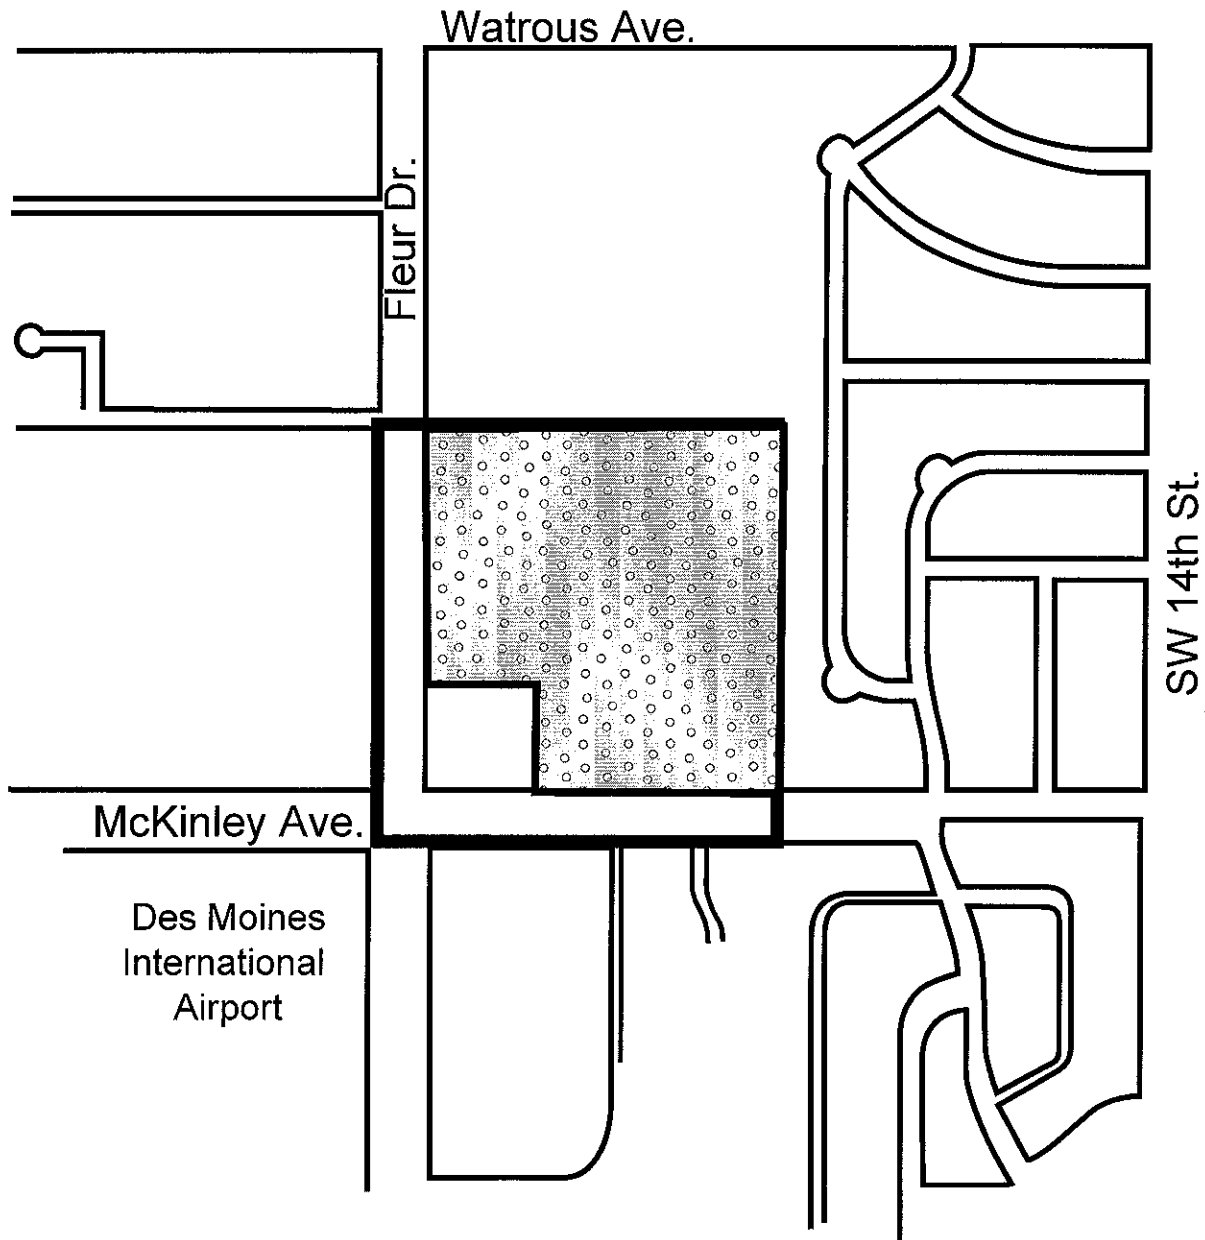 Watrous Ave.
Fleur Dr.
SW 14th St.
McKinley Ave.
Des Moines
International
Airport